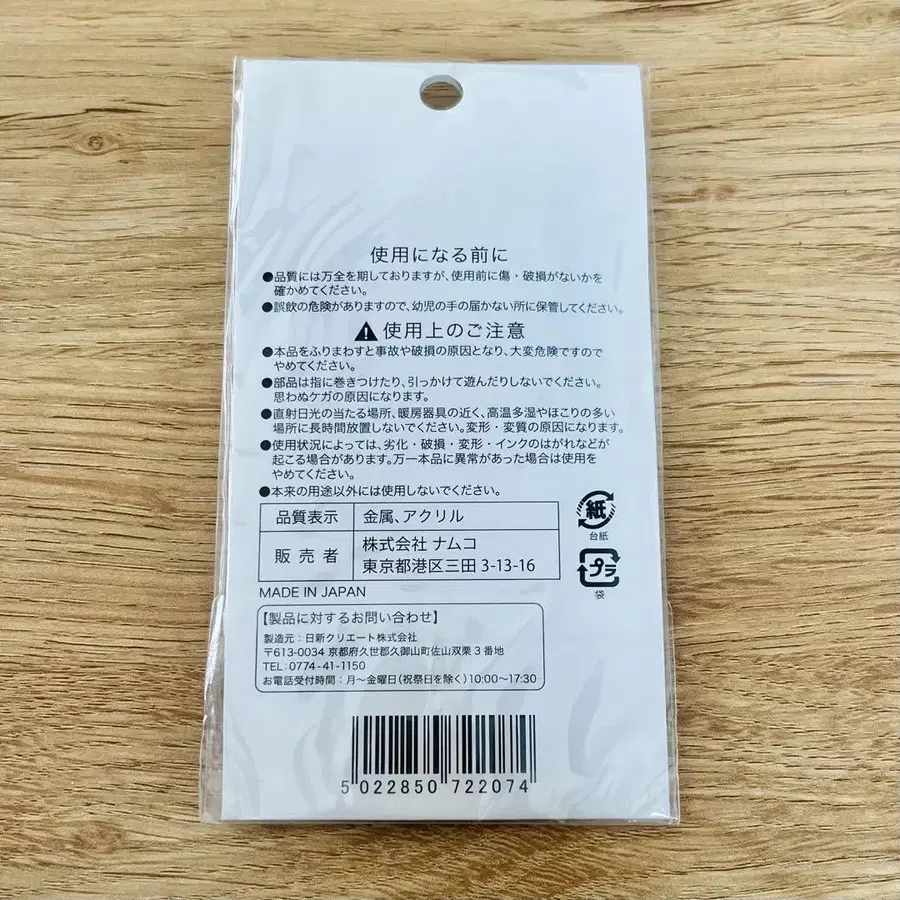 使用になる前に
●品質には万全を期しておりますが、使用前に傷・破損がないかを
確かめてください。
●誤飲の危険がありますので、幼児の手の届かない所に保管してください。
使用上のご注意
●本品をふりまわすと事故や破損の原因となり、大変危険ですので
やめてください。
●部品は指に巻きつけたり、引っかけて遊んだりしないでください。
思わぬケガの原因になります。
●直射日光の当たる場所、暖房器具の近く、高温多湿やほこりの多い
場所に長時間放置しないでください。変形・変質の原因になります。
●使用状況によっては、劣化・破損・変形・インクのはがれなどが
起こる場合があります。万一本品に異常があった場合は使用を
やめてください。
●本来の用途以外には使用しないでください。
品質表示 金属、アクリル
販売者 株式会社 ナムコ
東京都港区三田 3-13-16
紙
台紙
プラ
袋
MADE IN JAPAN
【製品に対するお問い合わせ】
製造元:日新クリエート株式会社
〒613-0034 京都府久世郡久御山町佐山双栗 3 番地
TEL:0774-41-1150
お電話受付時間:月~金曜日(祝祭日を除く)10:00~17:30
5 022850 722074